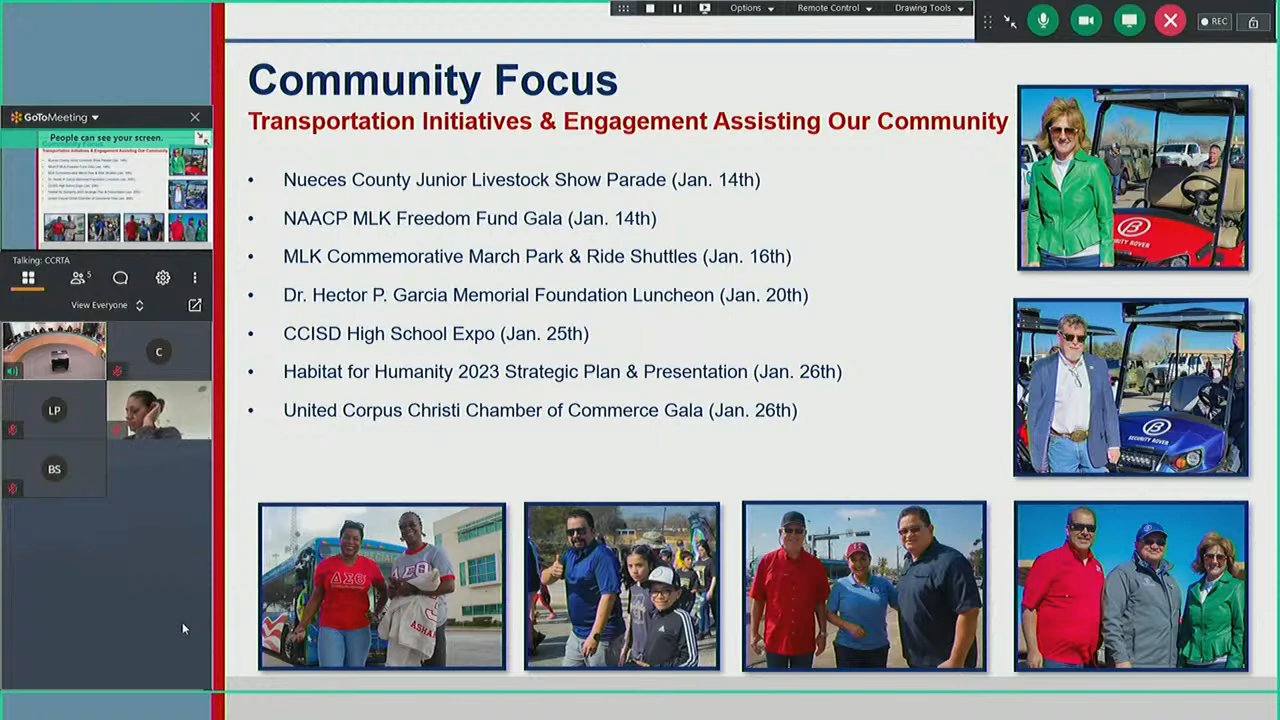 Options
Remote Control
Drawing Tools
REC
GoToMeeting
People can see your screen.
Talking: CCRTA
5
View Everyone
C
LP
BS
Community Focus
Transportation Initiatives & Engagement Assisting Our Community
• Nueces County Junior Livestock Show Parade (Jan. 14th)
• NAACP MLK Freedom Fund Gala (Jan. 14th)
• MLK Commemorative March Park & Ride Shuttles (Jan. 16th)
• Dr. Hector P. Garcia Memorial Foundation Luncheon (Jan. 20th)
• CCISD High School Expo (Jan. 25th)
• Habitat for Humanity 2023 Strategic Plan & Presentation (Jan. 26th)
• United Corpus Christi Chamber of Commerce Gala (Jan. 26th)
SECURITY ROVER
ΔΣΘ